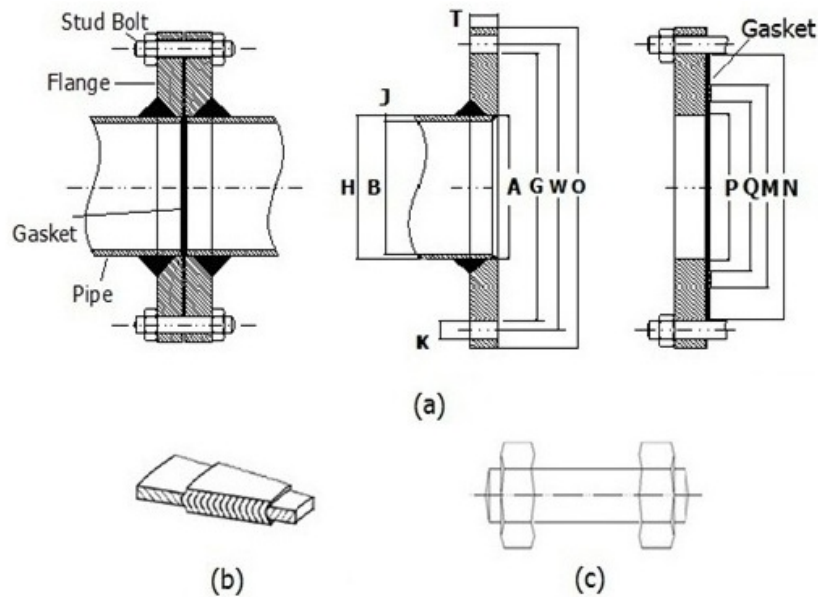 Stud Bolt
Flange
Gasket
Pipe
T
J
H B A G W O
K
Gasket
P Q M N
(a)
(b)
(c)